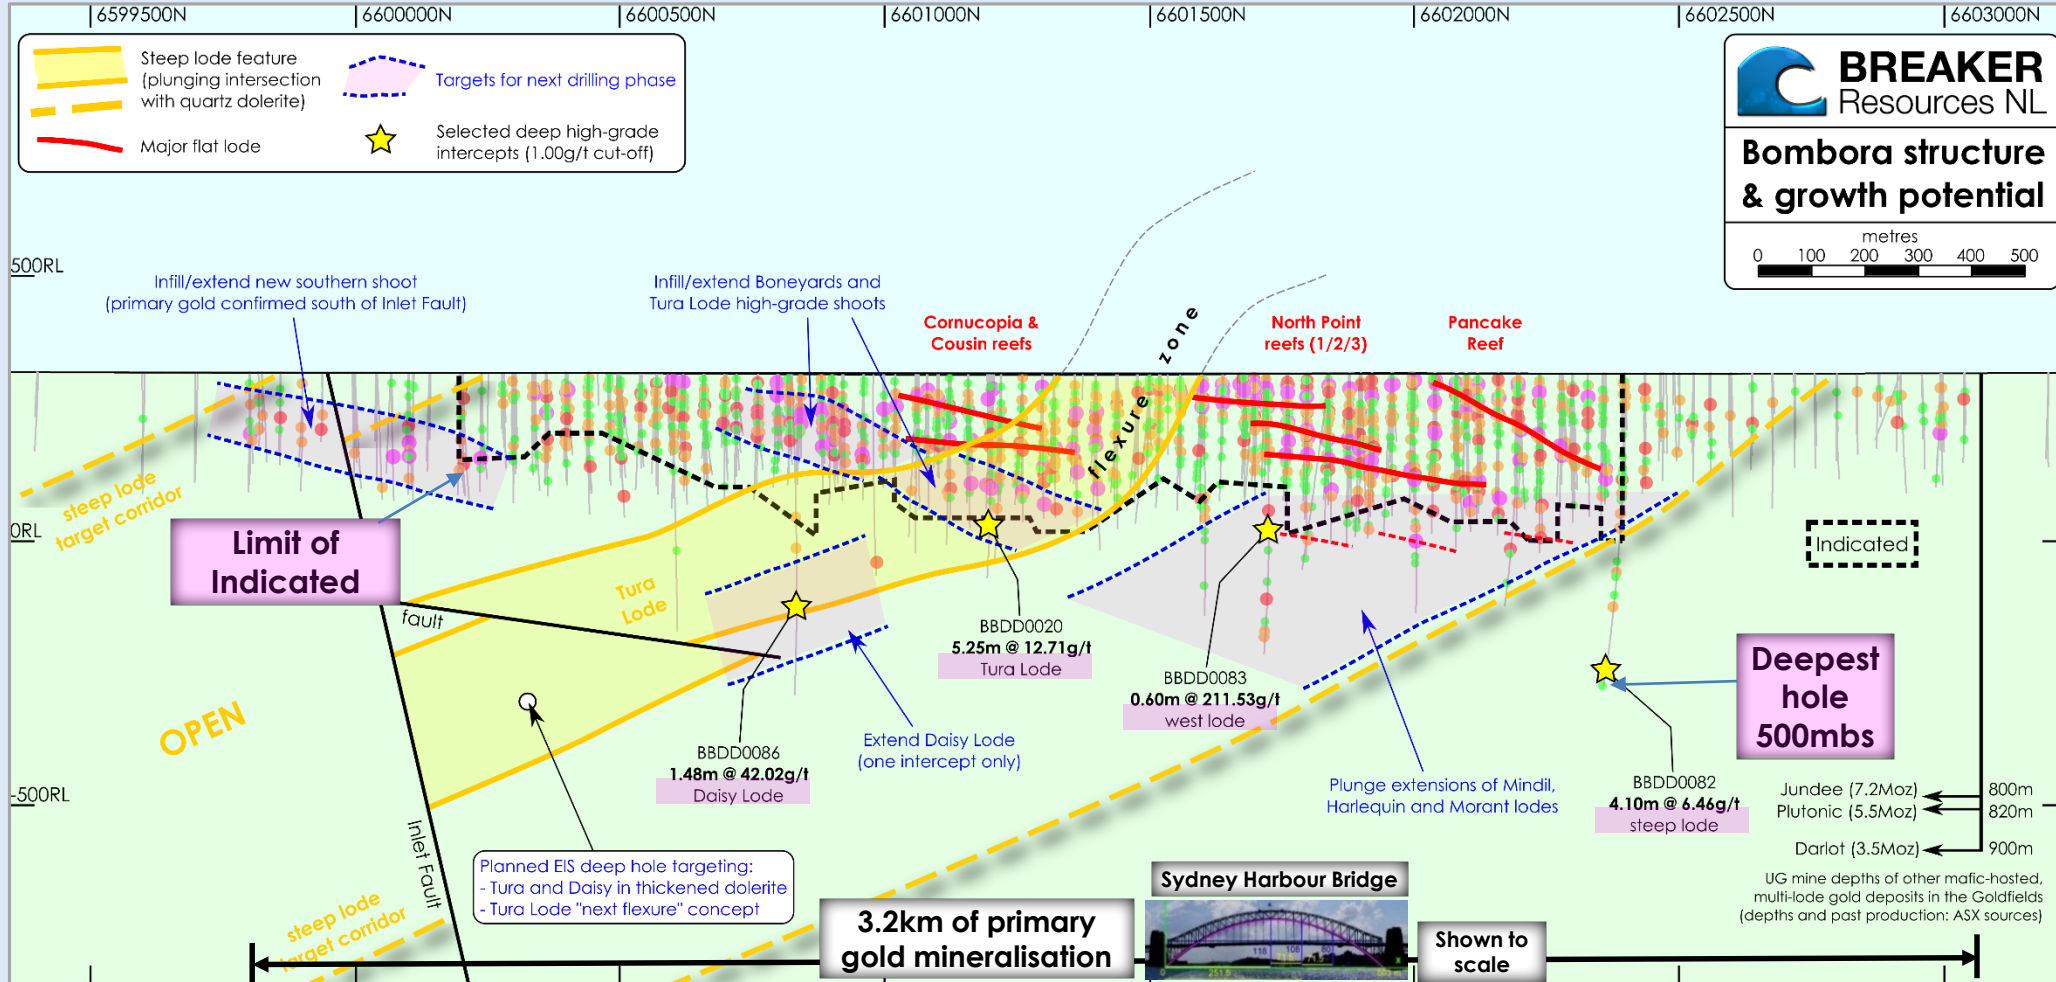 6599500N
6600000N
6600500N
6601000N
6601500N
6602000N
6602500N
6603000N
Steep lode feature
(plunging intersection
with quartz dolerite)
Major flat lode
Targets for next drilling phase
Selected deep high-grade
intercepts (1.00g/t cut-off)
BREAKER
Resources NL
Bombora structure
& growth potential
metres
0 100 200 300 400 500
500RL
Infill/extend new southern shoot
(primary gold confirmed south of Inlet Fault)
Infill/extend Boneyards and
Tura Lode high-grade shoots
Cornucopia &
Cousin reefs
flexure zone
North Point
reefs (1/2/3)
Pancake
Reef
steep lode
target corridor
0RL
Limit of
Indicated
Indicated
fault
Tura
Lode
OPEN
BBDD0020
5.25m @ 12.71g/t
Tura Lode
BBDD0083
0.60m @ 211.53g/t
west lode
Deepest
hole
500mbs
BBDD0086
1.48m @ 42.02g/t
Daisy Lode
Extend Daisy Lode
(one intercept only)
Plunge extensions of Mindil,
Harlequin and Morant lodes
BBDD0082
4.10m @ 6.46g/t
steep lode
-500RL
Jundee (7.2Moz) 800m
Plutonic (5.5Moz) 820m
Darlot (3.5Moz) 900m
UG mine depths of other mafic-hosted,
multi-lode gold deposits in the Goldfields
(depths and past production: ASX sources)
Inlet Fault
Planned EIS deep hole targeting:
- Tura and Daisy in thickened dolerite
- Tura Lode "next flexure" concept
steep lode
target corridor
3.2km of primary
gold mineralisation
Sydney Harbour Bridge
118 108
Shown to
scale